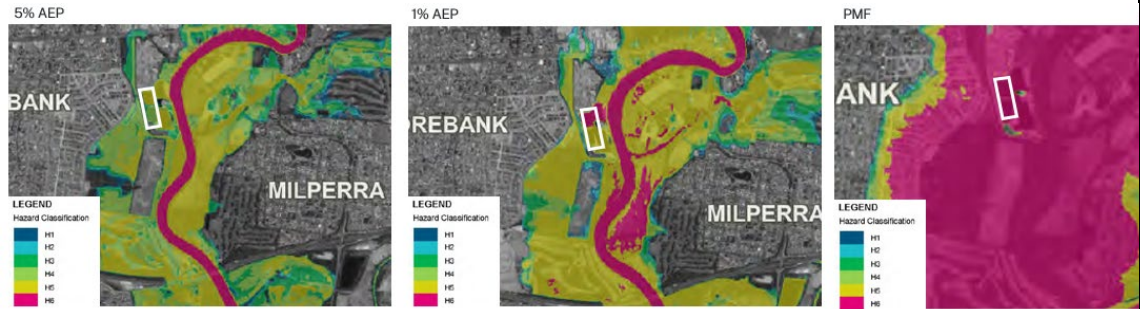 5% AEP
BANK
MILPERRA
LEGEND
Hazard Classification
H1
H2
H3
H4
H5
H6
1% AEP
OREBANK
MILPERRA
LEGEND
Hazard Classification
H1
H2
H3
H4
H5
H6
PMF
ANK
LEGEND
Hazard Classification
H1
H2
H3
H4
H5
H6